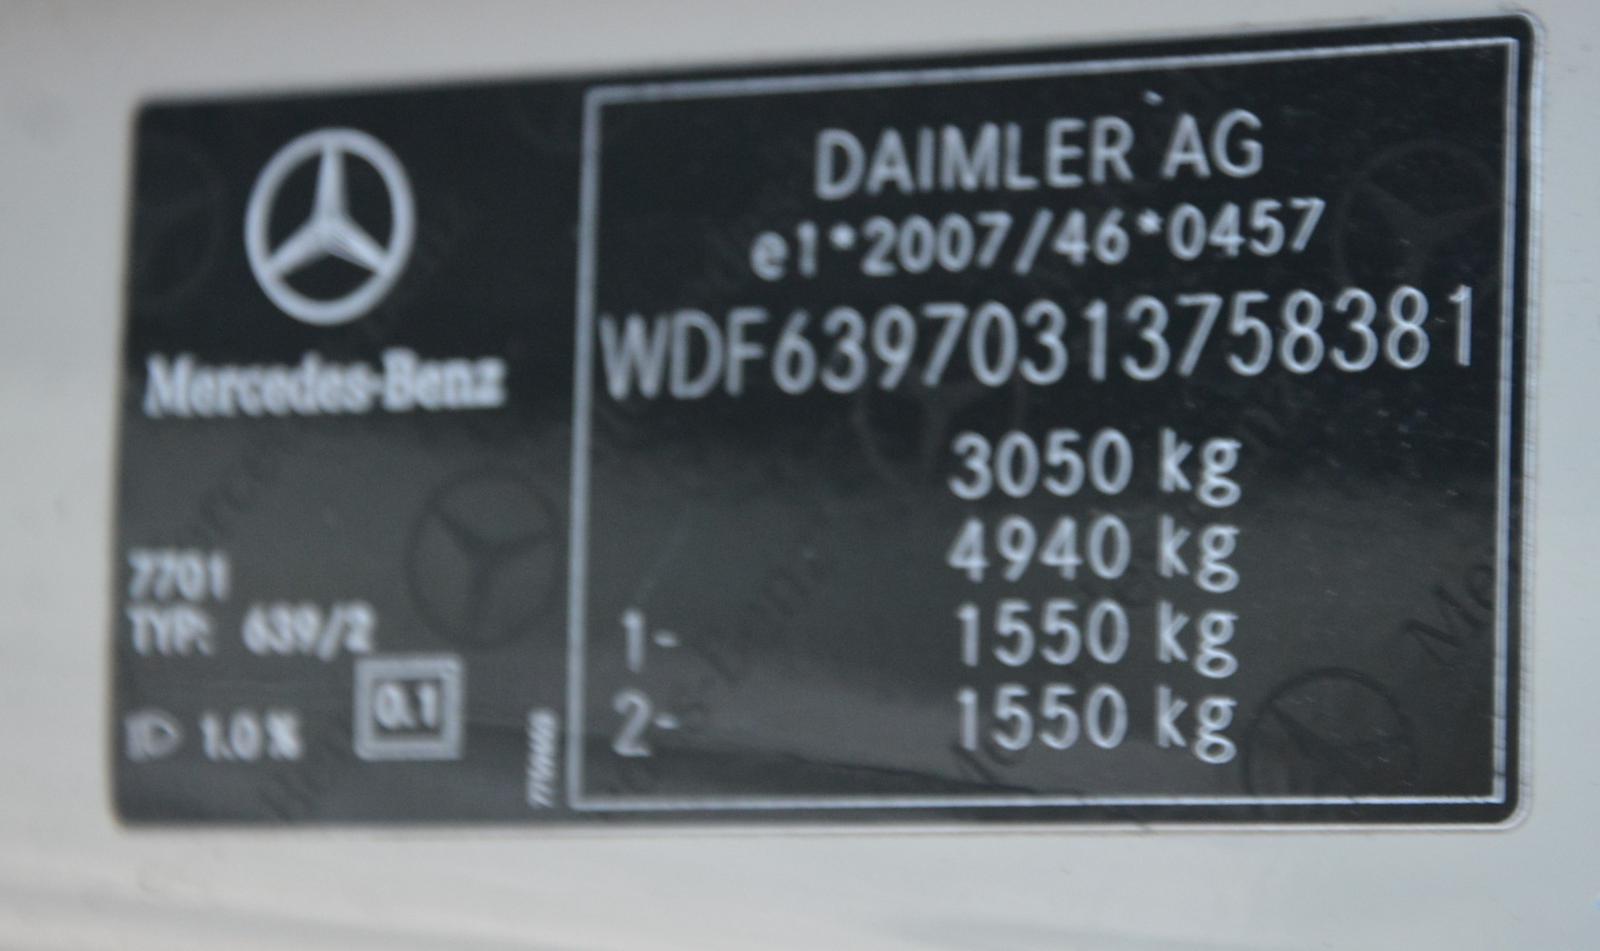 Mercedes-Benz
7701
TYP: 639/2
1.0 %
0.1
DAIMLER AG
e1*2007/46*0457
WDF63970313758381
3050 kg
4940 kg
1- 1550 kg
2- 1550 kg